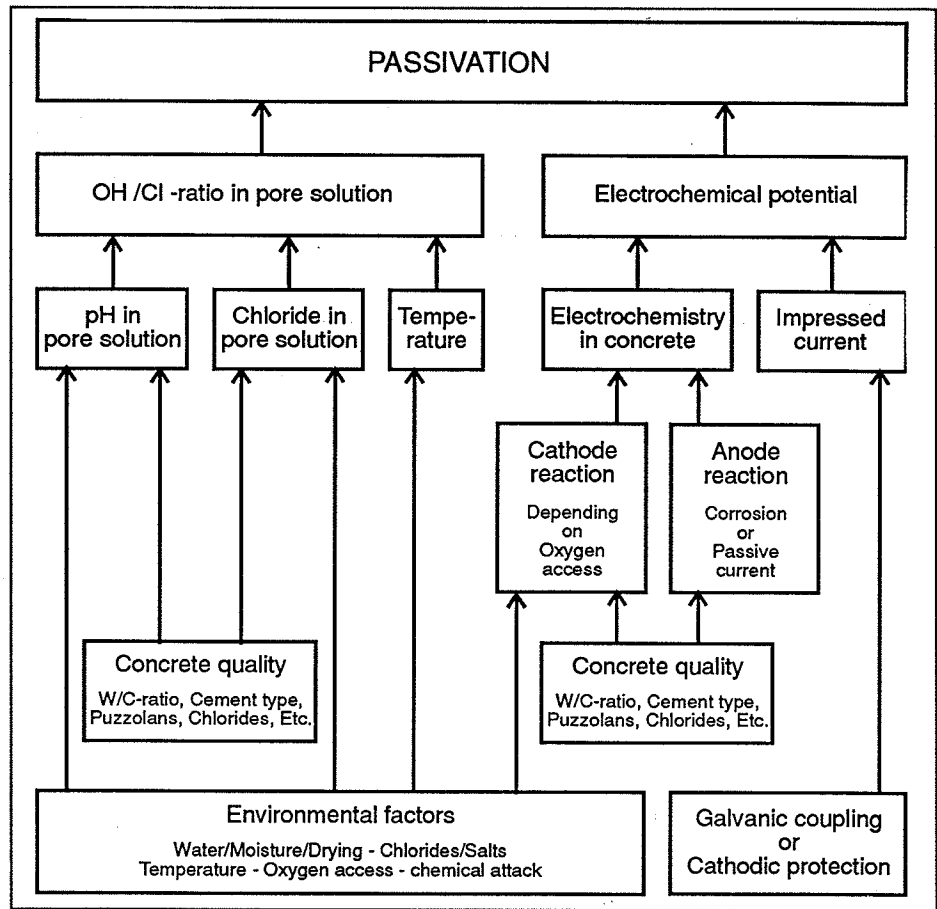 PASSIVATION
OH /Cl -ratio in pore solution
Electrochemical potential
pH in
pore solution
Chloride in
pore solution
Tempe-
rature
Electrochemistry
in concrete
Impressed
current
Cathode
reaction
Depending
on
Oxygen
access
Anode
reaction
Corrosion
or
Passive
current
Concrete quality
W/C-ratio, Cement type,
Puzzolans, Chlorides, Etc.
Concrete quality
W/C-ratio, Cement type,
Puzzolans, Chlorides, Etc.
Environmental factors
Water/Moisture/Drying - Chlorides/Salts
Temperature - Oxygen access - chemical attack
Galvanic coupling
or
Cathodic protection